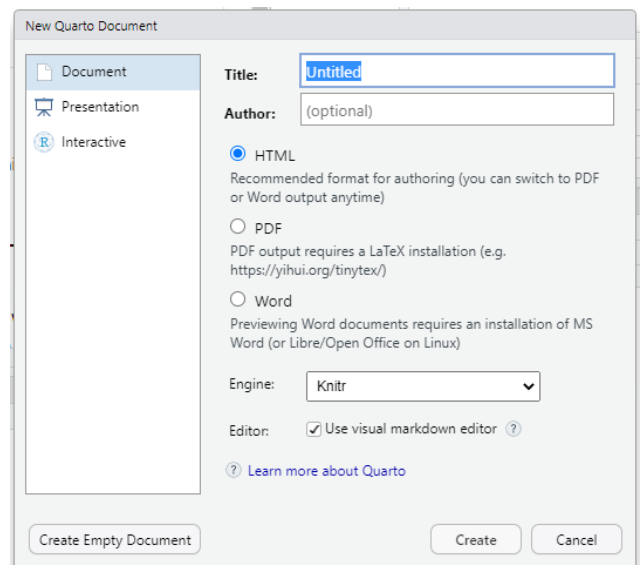 New Quarto Document
Document
Presentation
Interactive
Title:
Untitled
Author:
(optional)
HTML
Recommended format for authoring (you can switch to PDF
or Word output anytime)
PDF
PDF output requires a LaTeX installation (e.g.
https://yihui.org/tinytex/)
Word
Previewing Word documents requires an installation of MS
Word (or Libre/Open Office on Linux)
Engine:
Knitr
Editor:
Use visual markdown editor ?
? Learn more about Quarto
Create Empty Document
Create
Cancel